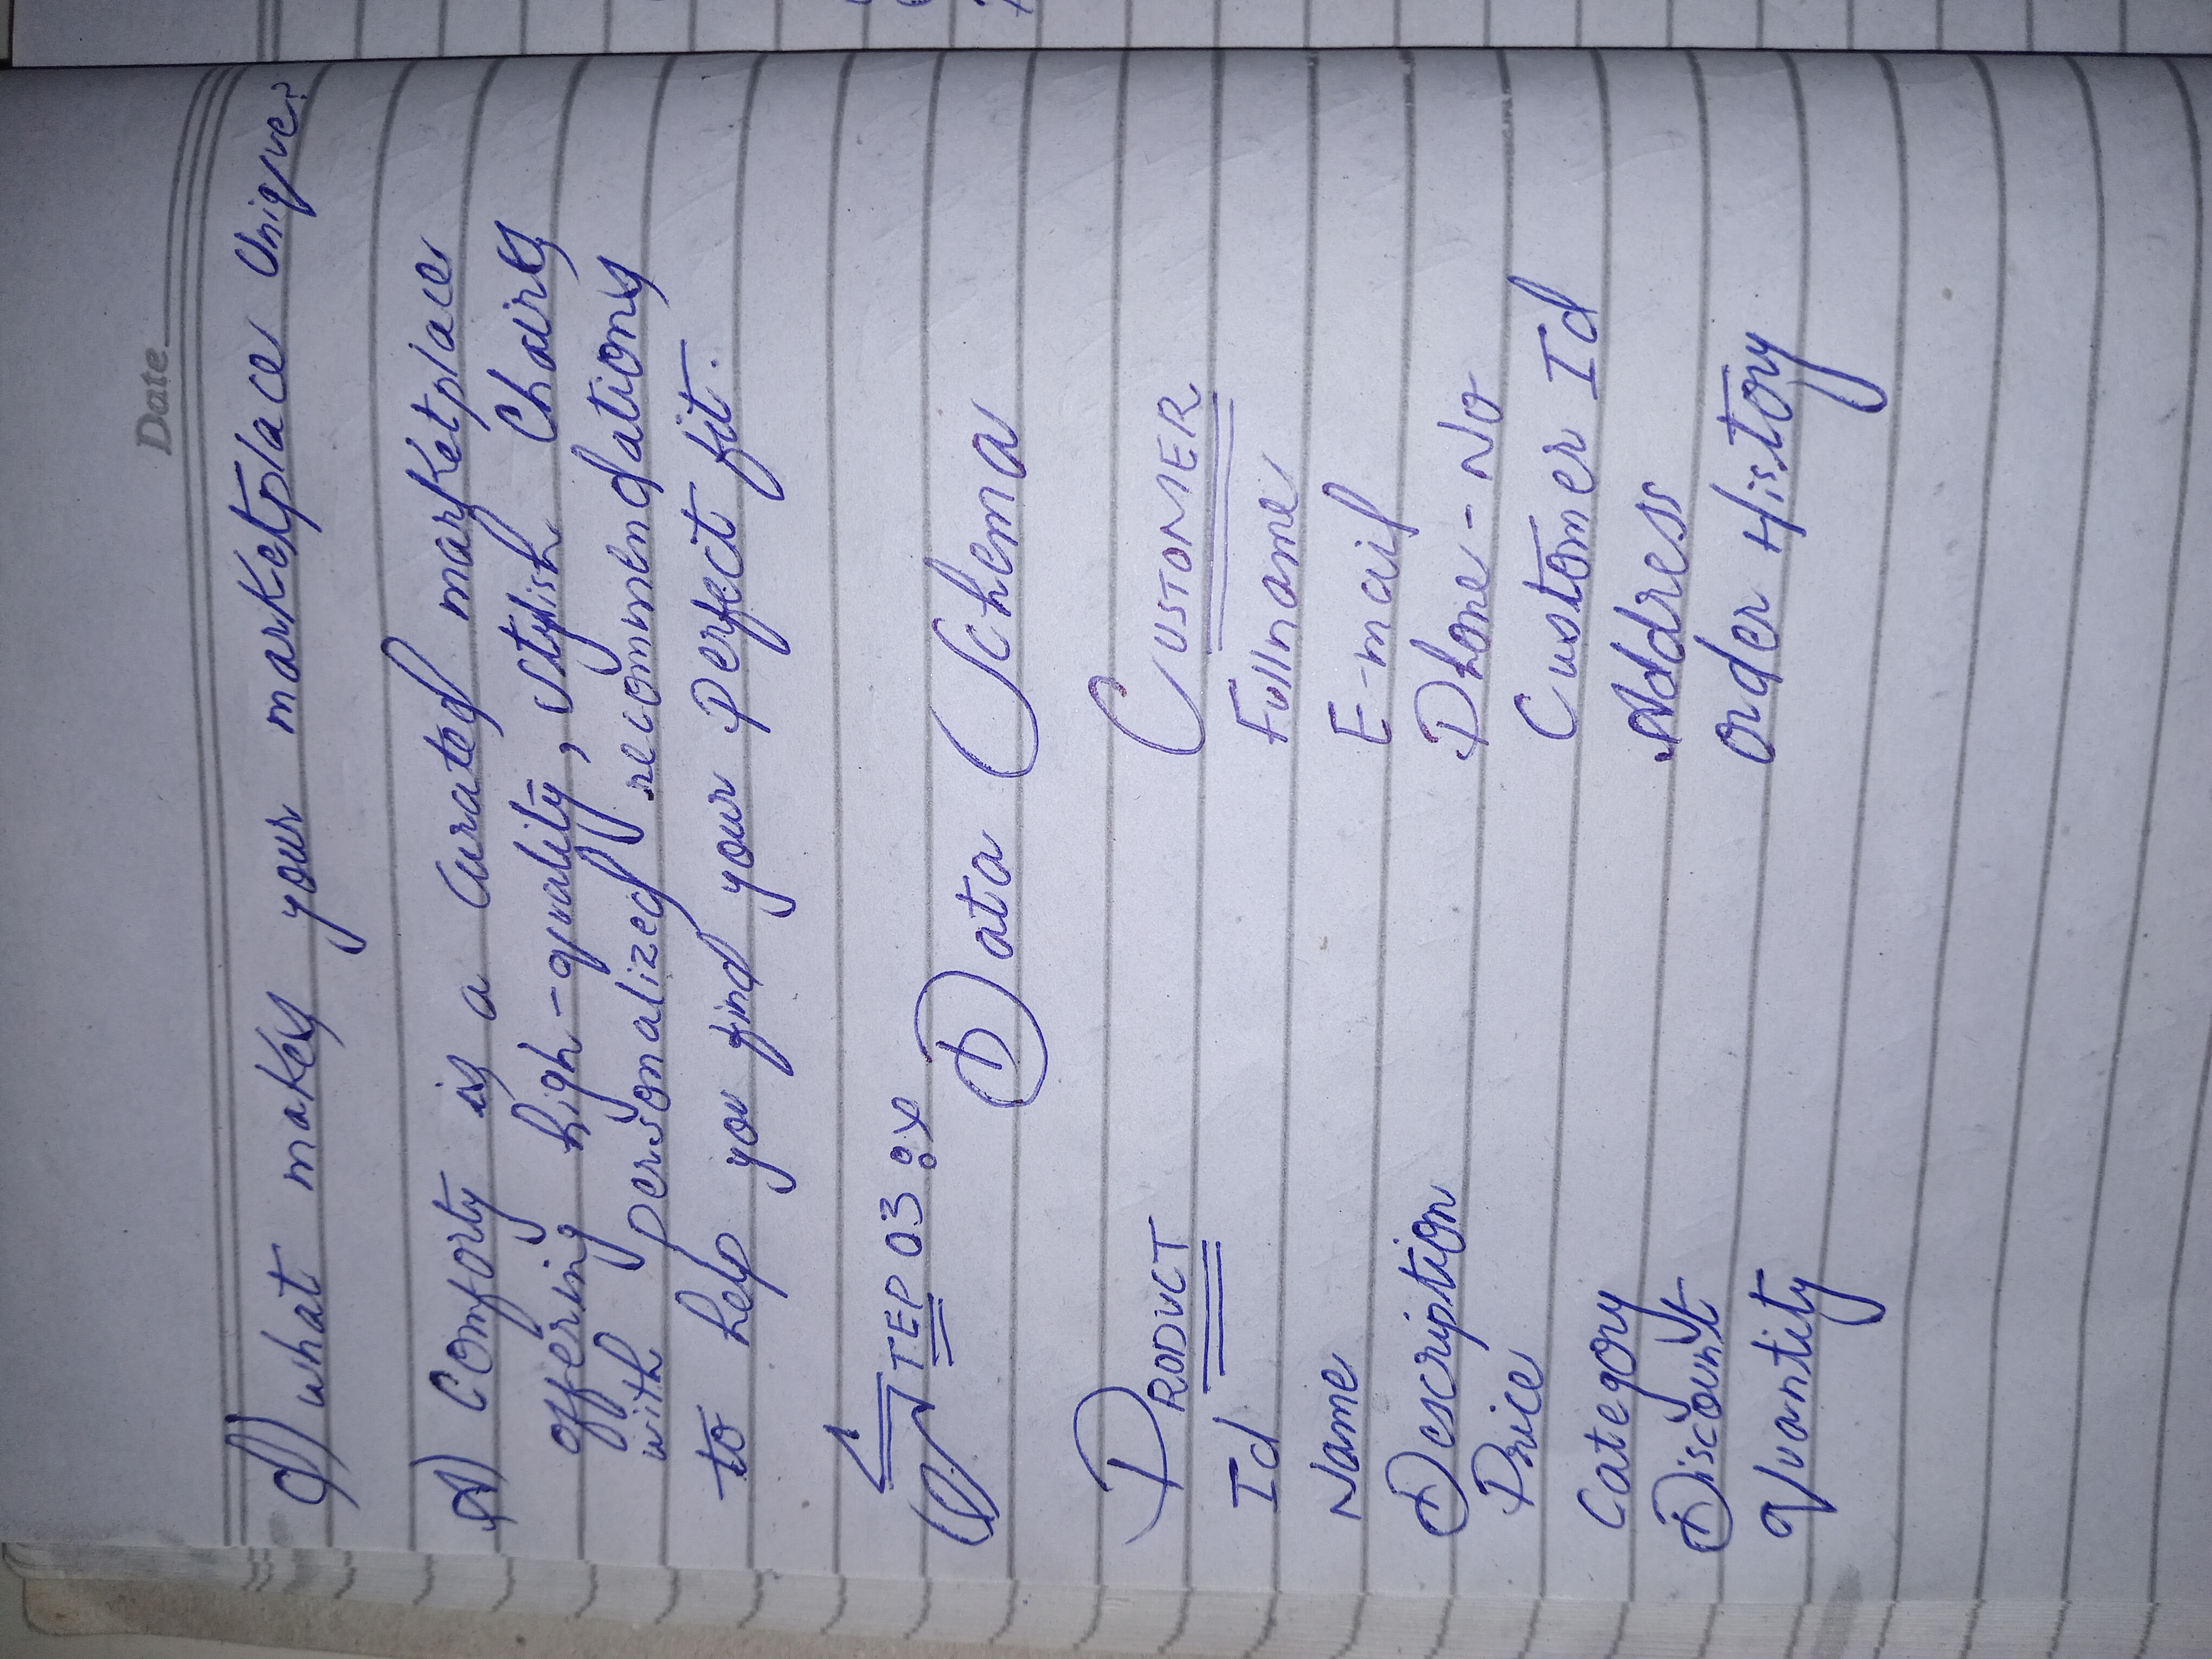 Date
Q) what makes your marketplace Unique?
A) Comforty is a curated marketplace
offering high-quality, stylish Chairs
with personalized recommendations
to help you find your perfect fit.
STEP 03 :
Data Schema
PRODUCT
Id
Name
Description
Price
Category
Discount
Quantity
CUSTOMER
Fullname
E-mail
Phone-No
Customer Id
Address
Order History